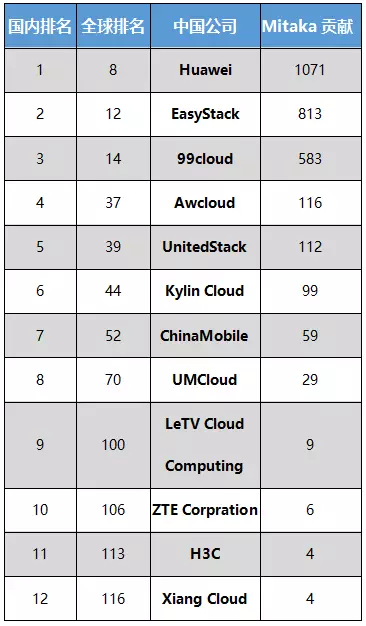 国内排名 全球排名 中国公司 Mitaka 贡献
1 8 Huawei 1071
2 12 EasyStack 813
3 14 99cloud 583
4 37 Awcloud 116
5 39 UnitedStack 112
6 44 Kylin Cloud 99
7 52 ChinaMobile 59
8 70 UMCloud 29
9 100 LeTV Cloud 9
Computing
10 106 ZTE Corpration 6
11 113 H3C 4
12 116 Xiang Cloud 4